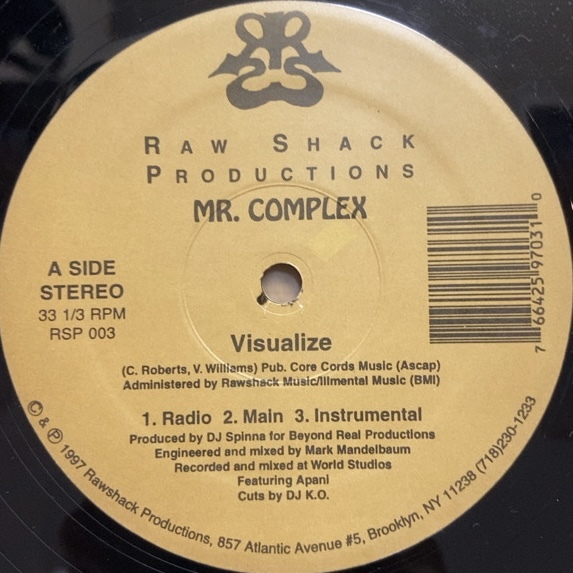 RAW SHACK
PRODUCTIONS
MR. COMPLEX
A SIDE
STEREO
33 1/3 RPM
RSP 003
7 66425 97031 0
Visualize
(C. Roberts, V. Williams) Pub. Core Cords Music (Ascap)
Administered by Rawshack Music/Illmental Music (BMI)
1. Radio 2. Main 3. Instrumental
Produced by DJ Spinna for Beyond Real Productions
Engineered and mixed by Mark Mandelbaum
Recorded and mixed at World Studios
Featuring Apani
Cuts by DJ K.O.
© & ℗ 1997 Rawshack Productions, 857 Atlantic Avenue #5, Brooklyn, NY 11238 (718)230-1233